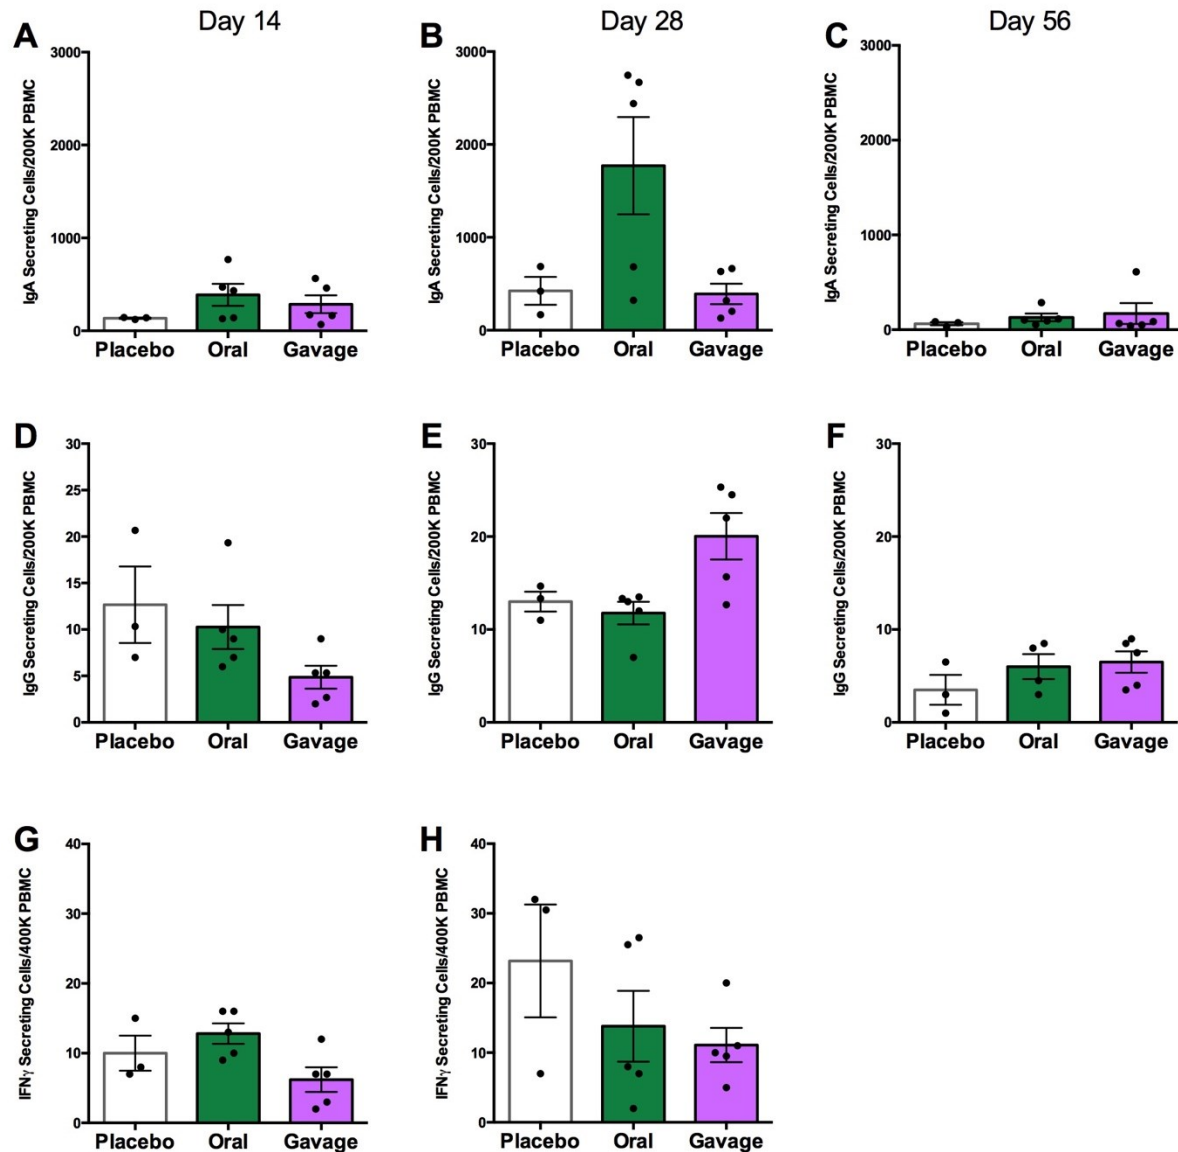 Day 14
Day 28
Day 56
A
IgA Secreting Cells/200K PBMC
3000
2000
1000
0
Placebo Oral Gavage
B
IgA Secreting Cells/200K PBMC
3000
2000
1000
0
Placebo Oral Gavage
C
IgA Secreting Cells/200K PBMC
3000
2000
1000
0
Placebo Oral Gavage
D
IgG Secreting Cells/200K PBMC
30
25
20
15
10
5
0
Placebo Oral Gavage
E
IgG Secreting Cells/200K PBMC
30
20
10
0
Placebo Oral Gavage
F
IgG Secreting Cells/200K PBMC
30
20
10
0
Placebo Oral Gavage
G
IFNγ Secreting Cells/400K PBMC
40
30
20
10
0
Placebo Oral Gavage
H
IFNγ Secreting Cells/400K PBMC
40
30
20
10
0
Placebo Oral Gavage